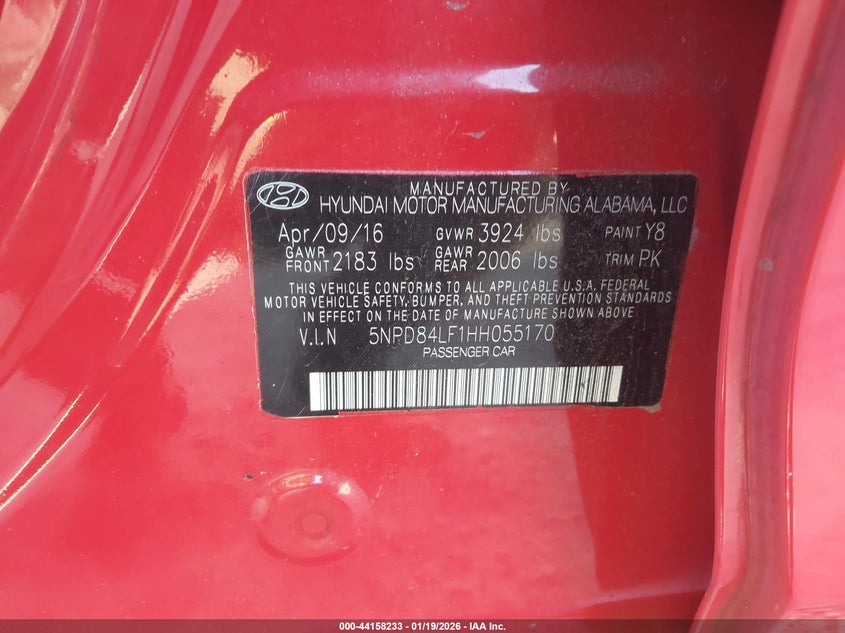 MANUFACTURED BY
HYUNDAI MOTOR MANUFACTURING ALABAMA, LLC
Apr/09/16 GVWR 3924 lbs PAINT Y8
GAWR FRONT 2183 lbs GAWR REAR 2006 lbs TRIM PK
THIS VEHICLE CONFORMS TO ALL APPLICABLE U.S.A. FEDERAL
MOTOR VEHICLE SAFETY, BUMPER, AND THEFT PREVENTION STANDARDS
IN EFFECT ON THE DATE OF MANUFACTURE SHOWN ABOVE
V.I.N 5NPD84LF1HH055170
PASSENGER CAR
000-44158233 - 01/19/2026 - IAA Inc.